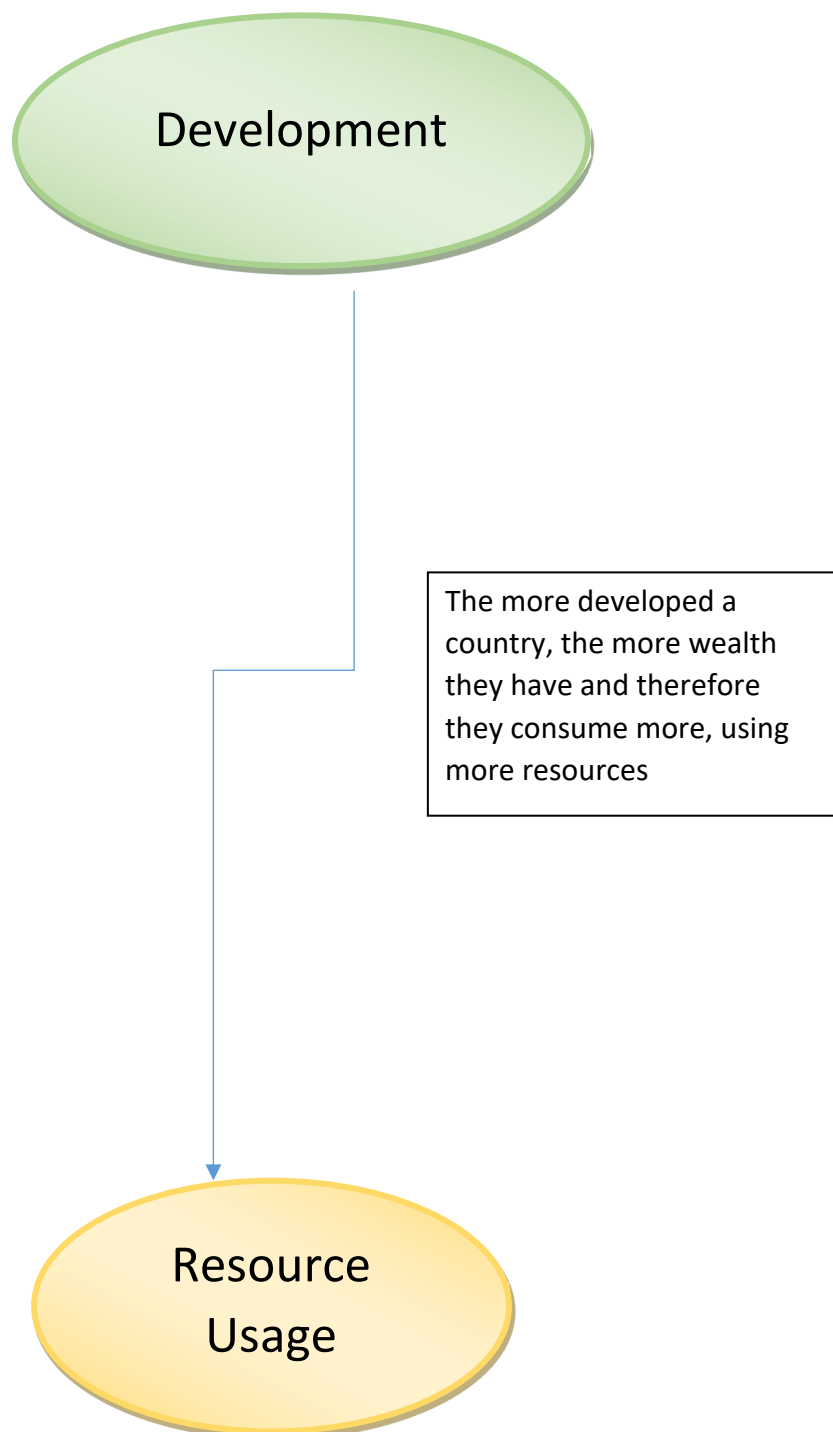 Development
The more developed a
country, the more wealth
they have and therefore
they consume more, using
more resources
Resource
Usage